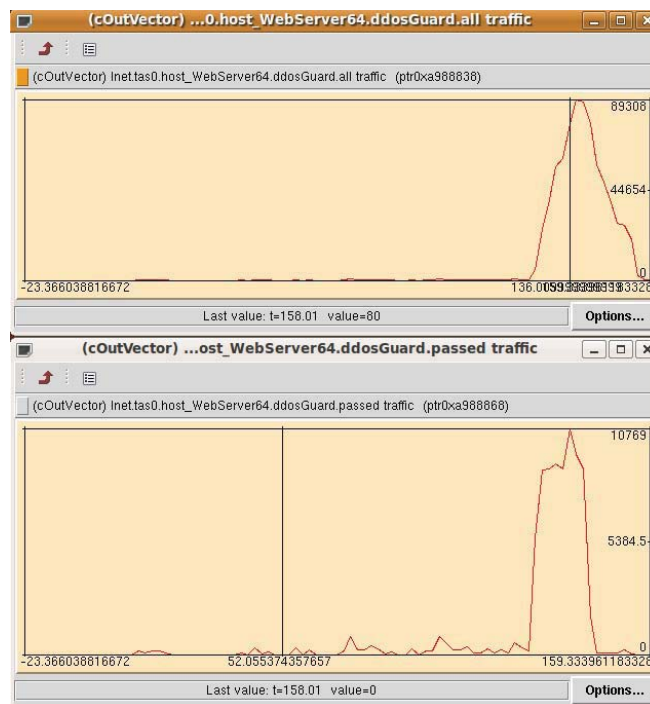 (cOutVector) ...0.host_WebServer64.ddosGuard.all traffic
(cOutVector) Inet.tas0.host_WebServer64.ddosGuard.all traffic (ptr0xa988838)
89308
44654
0
-23.366038816672
Last value: t=158.01 value=80
Options...
(cOutVector) ...ost_WebServer64.ddosGuard.passed traffic
(cOutVector) Inet.tas0.host_WebServer64.ddosGuard.passed traffic (ptr0xa988868)
10769
5384.5
0
-23.366038816672 52.0555374357657 159.333961183328
Last value: t=158.01 value=0
Options...